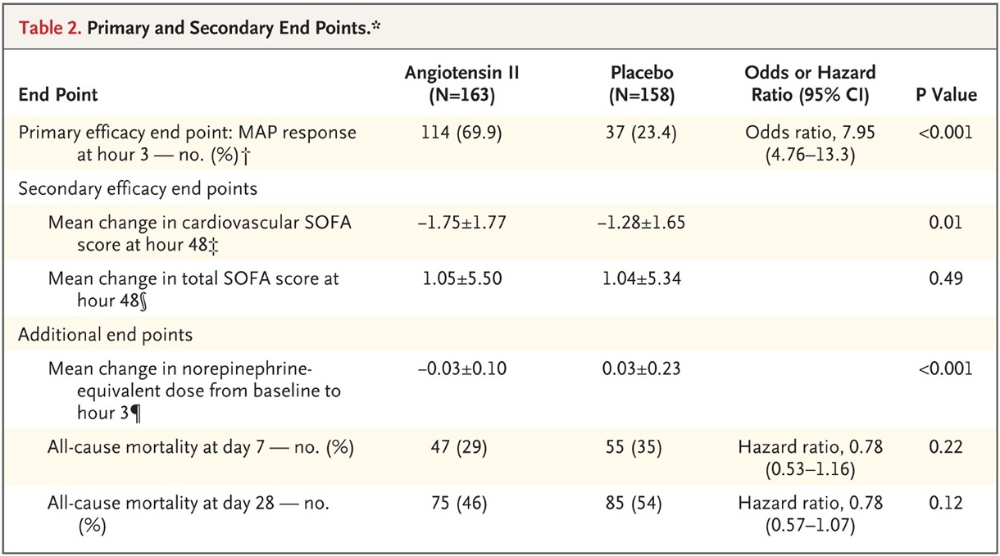 Table 2. Primary and Secondary End Points.*
End Point
Angiotensin II
(N=163)
Placebo
(N=158)
Odds or Hazard
Ratio (95% CI)
P Value
Primary efficacy end point: MAP response
at hour 3 — no. (%)†
114 (69.9)
37 (23.4)
Odds ratio, 7.95
(4.76–13.3)
<0.001
Secondary efficacy end points
Mean change in cardiovascular SOFA
score at hour 48‡
–1.75±1.77
–1.28±1.65
0.01
Mean change in total SOFA score at
hour 48§
1.05±5.50
1.04±5.34
0.49
Additional end points
Mean change in norepinephrine-
equivalent dose from baseline to
hour 3¶
–0.03±0.10
0.03±0.23
<0.001
All-cause mortality at day 7 — no. (%)
47 (29)
55 (35)
Hazard ratio, 0.78
(0.53–1.16)
0.22
All-cause mortality at day 28 — no.
(%)
75 (46)
85 (54)
Hazard ratio, 0.78
(0.57–1.07)
0.12